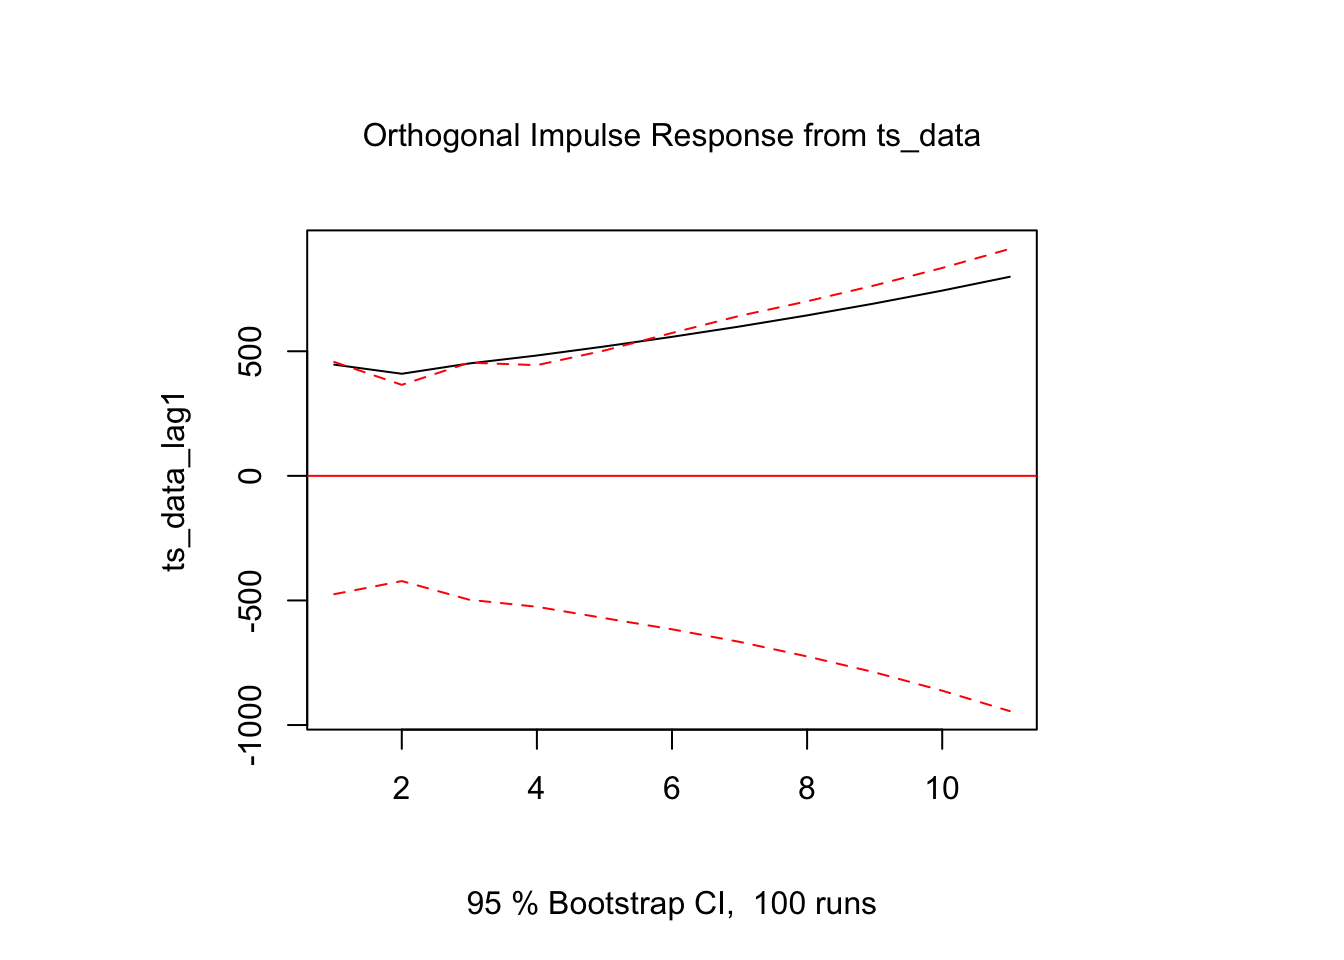 Orthogonal Impulse Response from ts_data
ts_data_lag1
500
0
-500
-1000
2 4 6 8 10
95 % Bootstrap CI,  100 runs